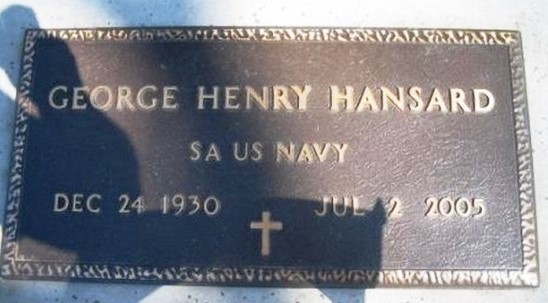 GEORGE HENRY HANSARD
SA US NAVY
DEC 24 1930 JUL 2 2005